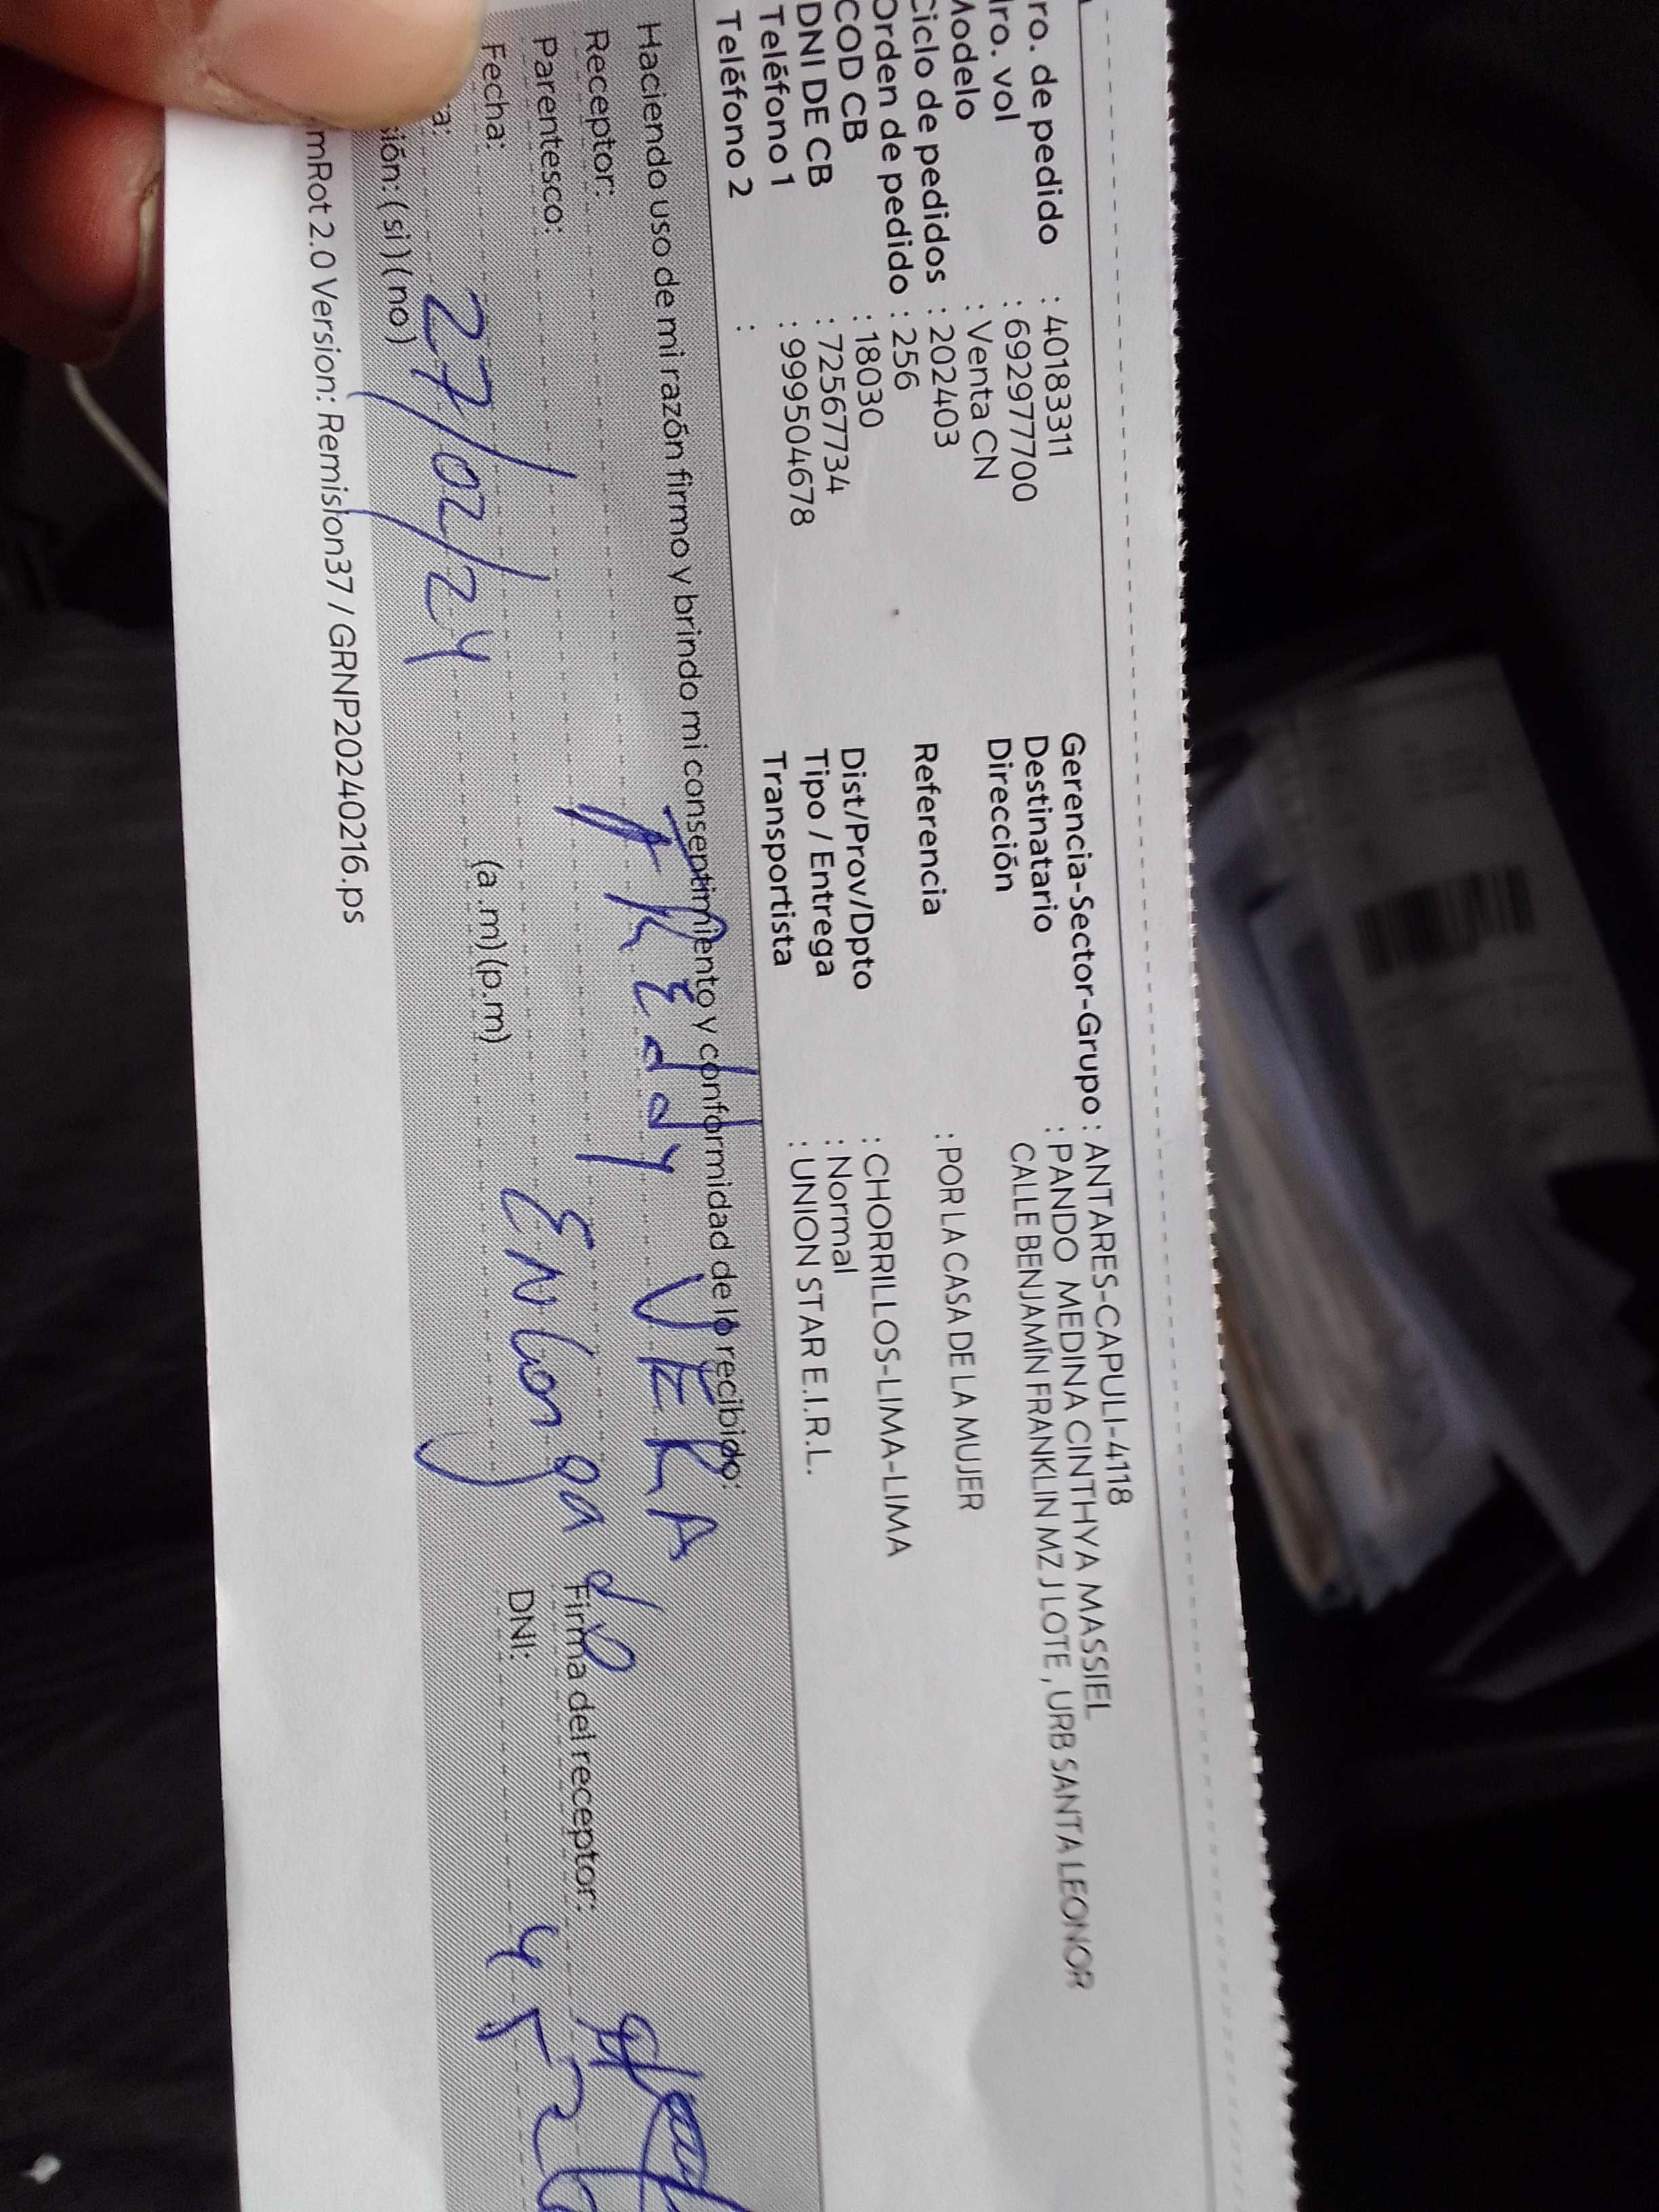 ro. de pedido : 40183311
ro. vol : 692977700
Modelo : Venta CN
Ciclo de pedidos : 202403
Orden de pedido : 256
COD CB : 18030
DNI DE CB : 72567734
Teléfono 1 : 999504678
Teléfono 2 :
Gerencia-Sector-Grupo : ANTARES-CAPULI-4118
Destinatario : PANDO MEDINA CINTHYA MASSIEL
Dirección CALLE BENJAMÍN FRANKLIN MZ J LOTE , URB SANTA LEONOR
Referencia : POR LA CASA DE LA MUJER
Dist/Prov/Dpto : CHORRILLOS-LIMA-LIMA
Tipo / Entrega : Normal
Transportista : UNION STAR E.I.R.L.
Haciendo uso de mi razón firmo y brindo mi consentimiento y conformidad de lo recibido:
Receptor: FREddy VERA
Parentesco: ENCargado Firma del receptor:
Fecha: 27/02/24 DNI: 4526
a: (a.m)(p.m)
sión: (si) (no)
mRot 2.0 Version: Remision37 / GRNP20240216.ps